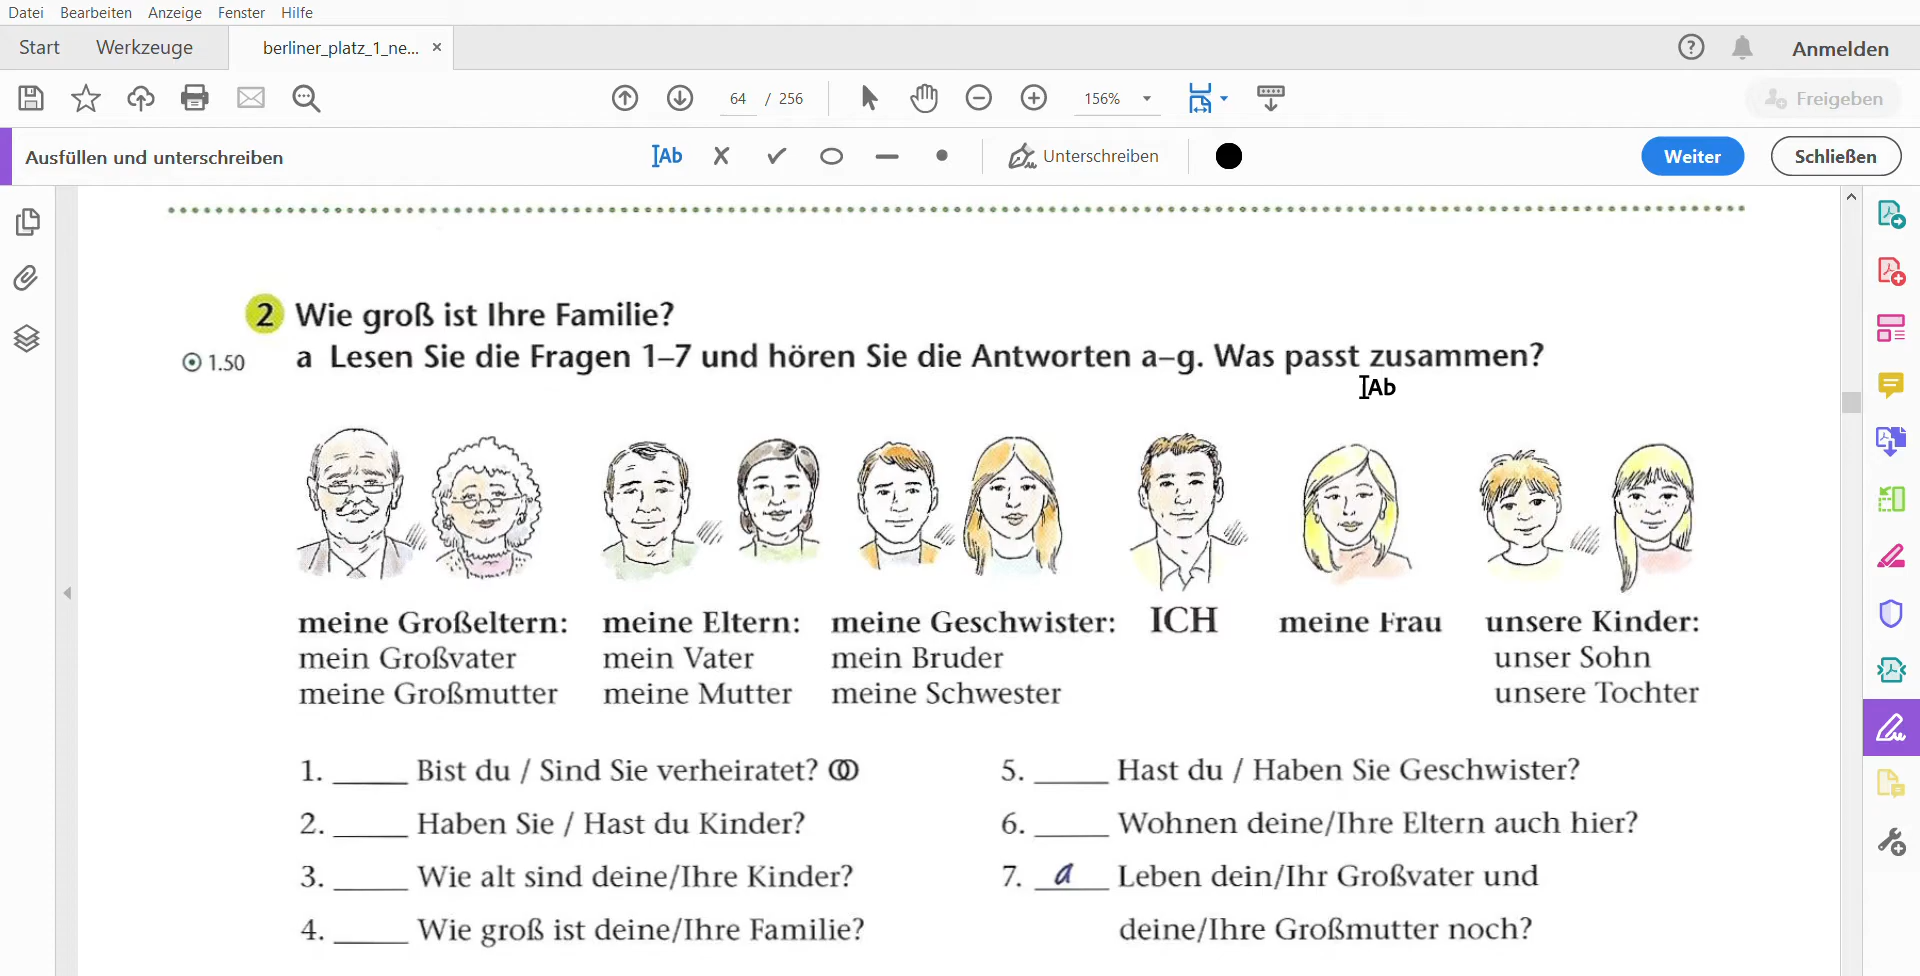 Datei Bearbeiten Anzeige Fenster Hilfe
Start Werkzeuge berliner_platz_1_ne... × ? Anmelden
64 / 256 156% Freigeben
Ausfüllen und unterschreiben Ab Unterschreiben Weiter Schließen
2 Wie groß ist Ihre Familie?
1.50 a Lesen Sie die Fragen 1–7 und hören Sie die Antworten a–g. Was passt zusammen?
Ab
meine Großeltern: meine Eltern: meine Geschwister: ICH meine Frau unsere Kinder:
mein Großvater mein Vater mein Bruder unser Sohn
meine Großmutter meine Mutter meine Schwester unsere Tochter
1. _____ Bist du / Sind Sie verheiratet?
2. _____ Haben Sie / Hast du Kinder?
3. _____ Wie alt sind deine/Ihre Kinder?
4. _____ Wie groß ist deine/Ihre Familie?
5. _____ Hast du / Haben Sie Geschwister?
6. _____ Wohnen deine/Ihre Eltern auch hier?
7. a Leben dein/Ihr Großvater und
deine/Ihre Großmutter noch?